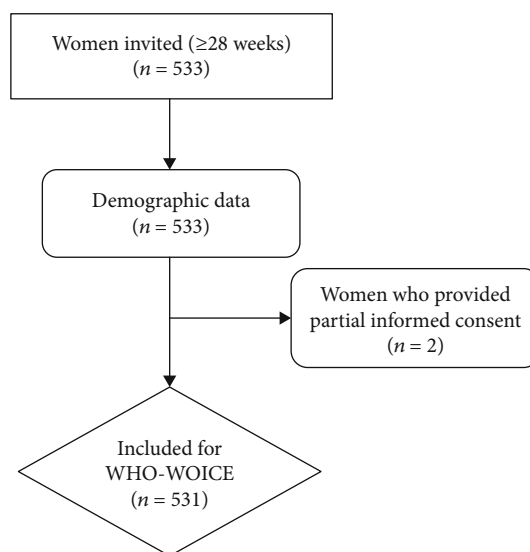 Women invited (≥28 weeks)
(n = 533)
Demographic data
(n = 533)
Women who provided
partial informed consent
(n = 2)
Included for
WHO-WOICE
(n = 531)